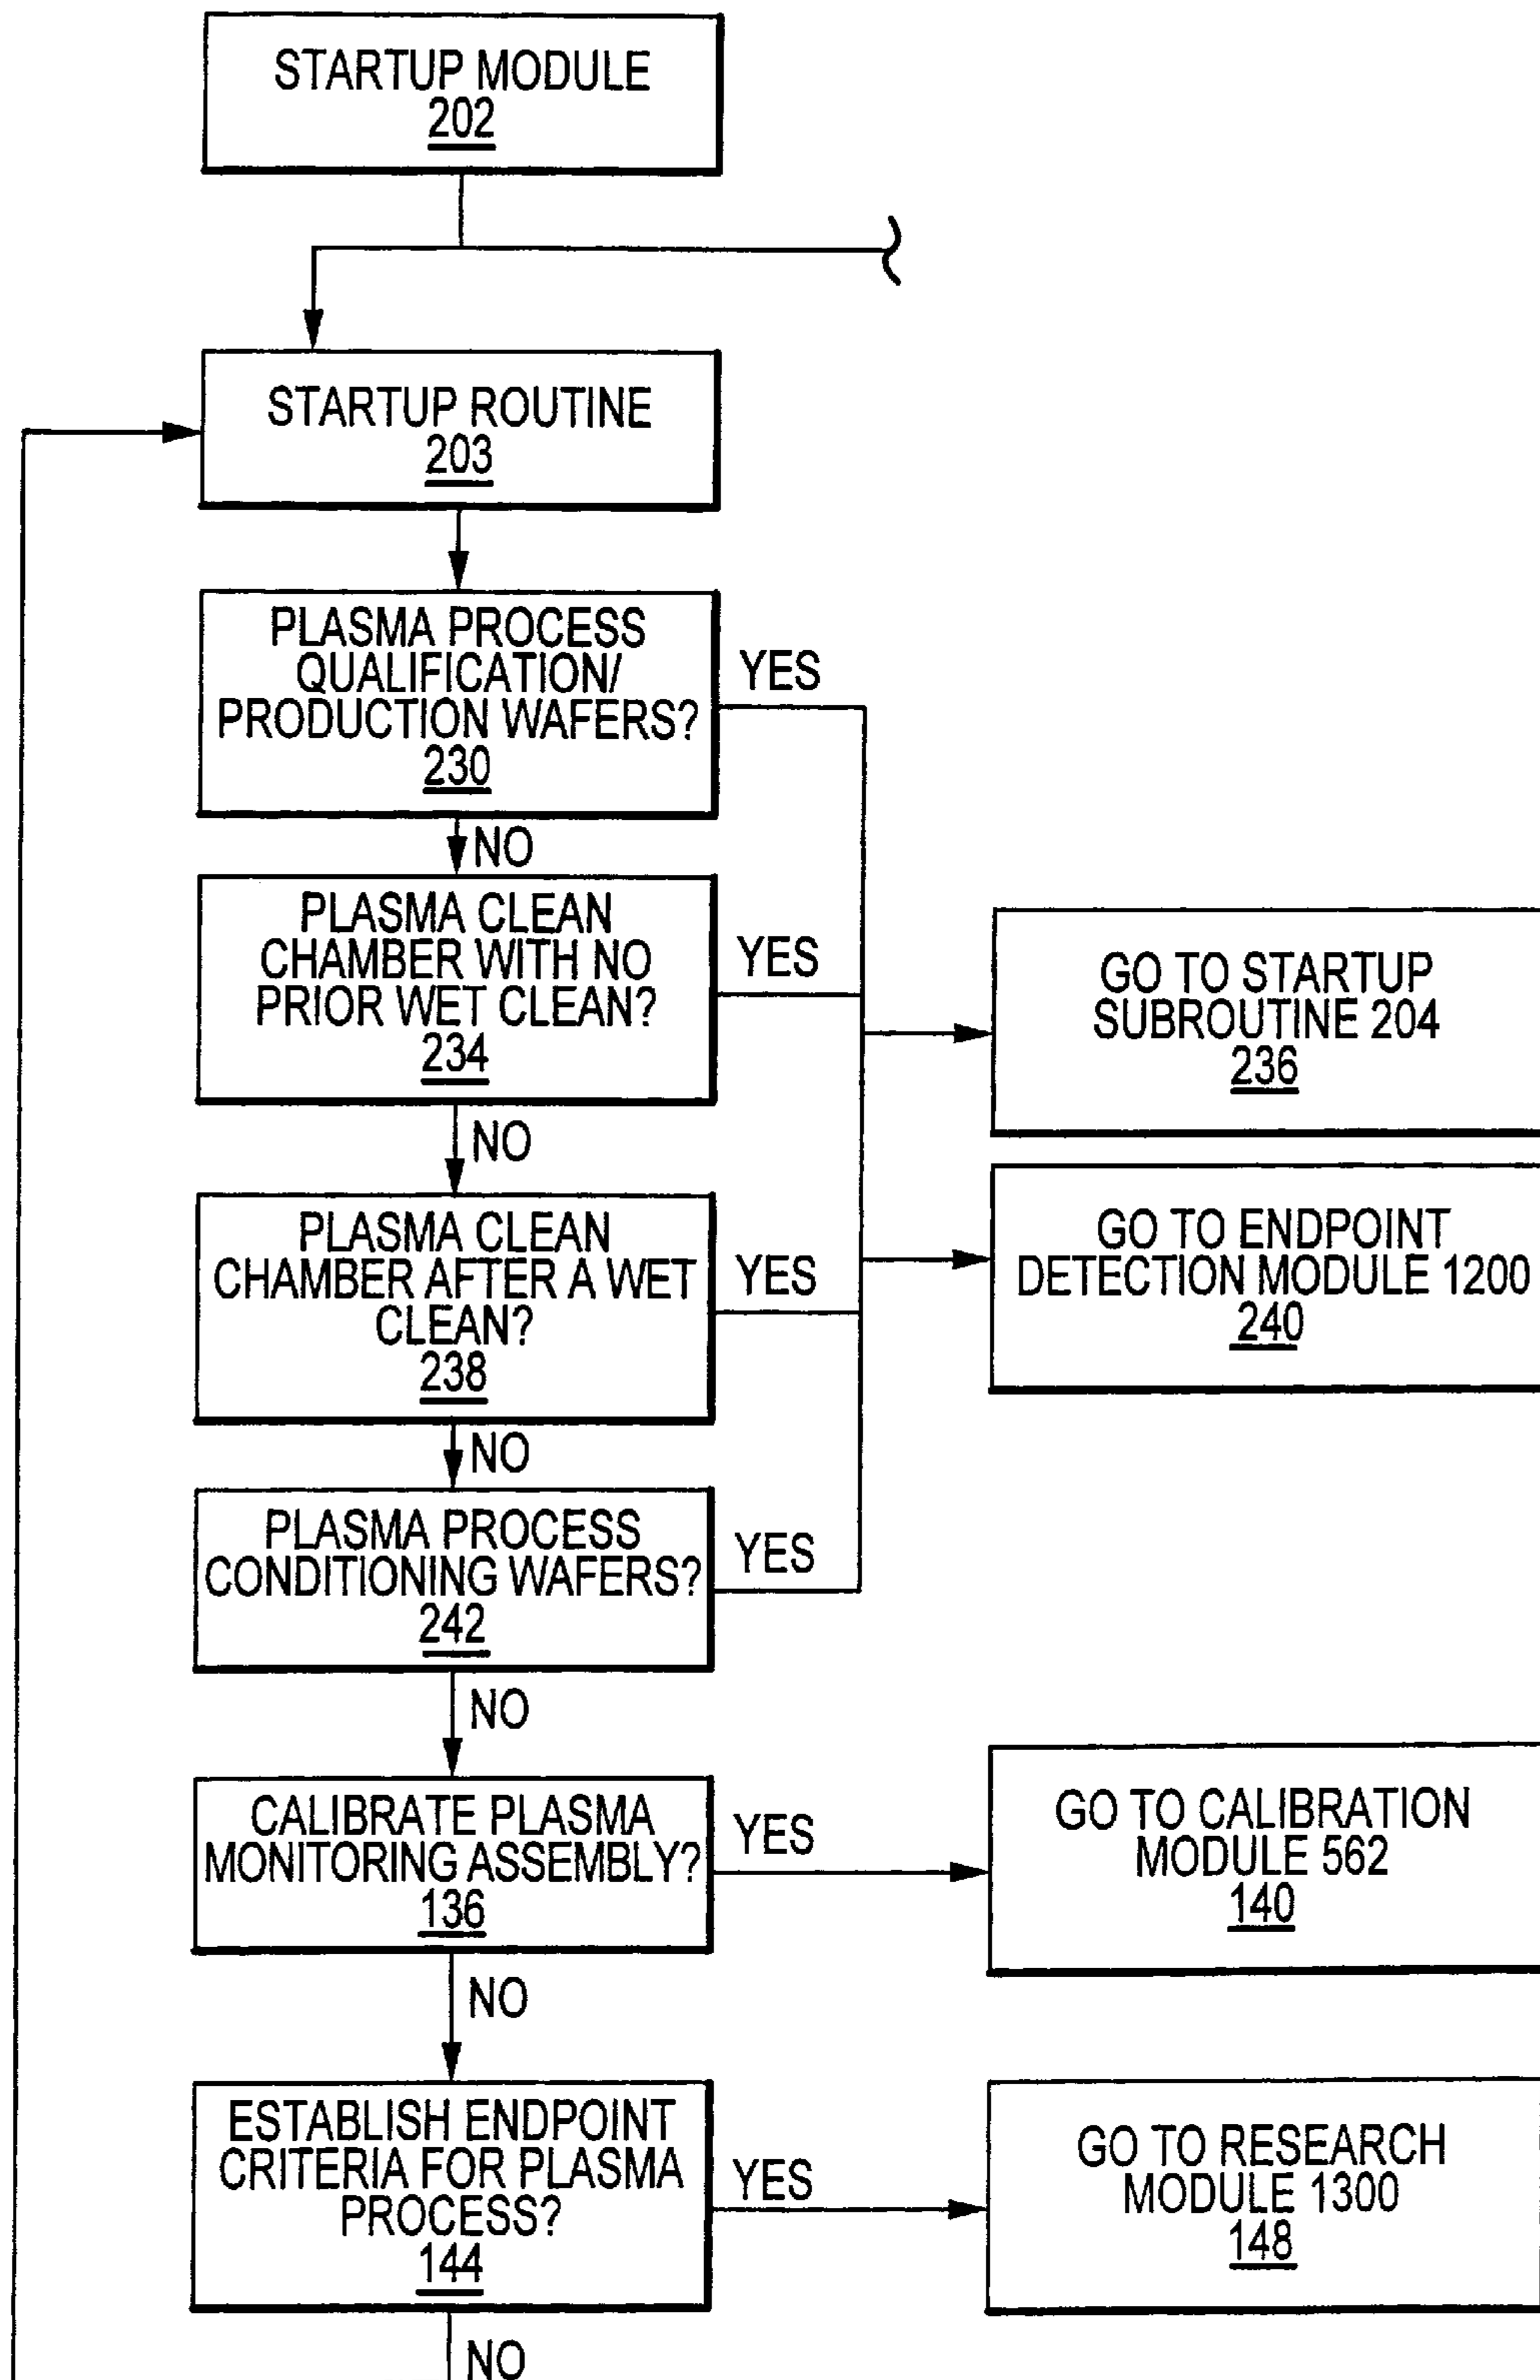 STARTUP MODULE
202
STARTUP ROUTINE
203
PLASMA PROCESS
QUALIFICATION/
PRODUCTION WAFERS?
230
YES
NO
PLASMA CLEAN
CHAMBER WITH NO
PRIOR WET CLEAN?
234
YES
GO TO STARTUP
SUBROUTINE 204
236
NO
PLASMA CLEAN
CHAMBER AFTER A WET
CLEAN?
238
YES
GO TO ENDPOINT
DETECTION MODULE 1200
240
NO
PLASMA PROCESS
CONDITIONING WAFERS?
242
YES
NO
CALIBRATE PLASMA
MONITORING ASSEMBLY?
136
YES
GO TO CALIBRATION
MODULE 562
140
NO
ESTABLISH ENDPOINT
CRITERIA FOR PLASMA
PROCESS?
144
YES
GO TO RESEARCH
MODULE 1300
148
NO